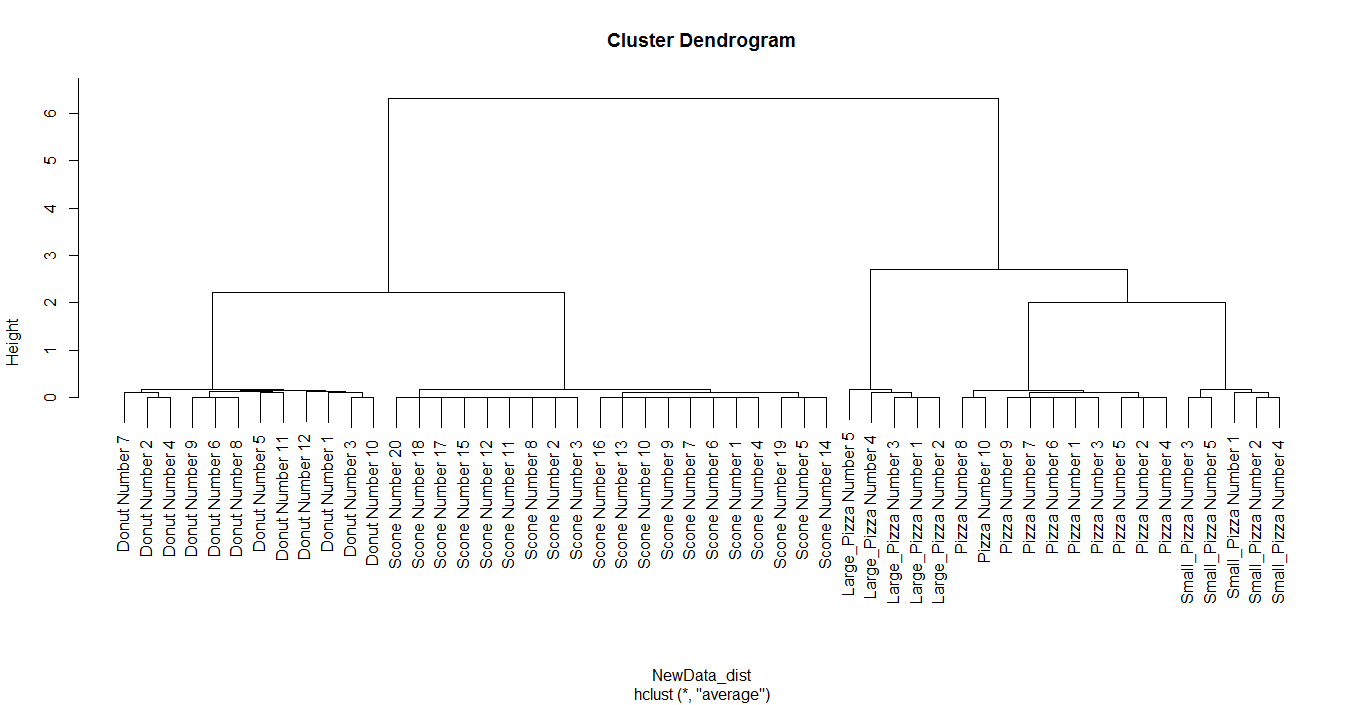 Cluster Dendrogram
Height
0
1
2
3
4
5
6
Donut Number 7
Donut Number 2
Donut Number 4
Donut Number 9
Donut Number 6
Donut Number 8
Donut Number 5
Donut Number 11
Donut Number 12
Donut Number 1
Donut Number 3
Donut Number 10
Scone Number 20
Scone Number 18
Scone Number 17
Scone Number 15
Scone Number 12
Scone Number 11
Scone Number 8
Scone Number 2
Scone Number 3
Scone Number 16
Scone Number 13
Scone Number 10
Scone Number 9
Scone Number 7
Scone Number 6
Scone Number 1
Scone Number 4
Scone Number 19
Scone Number 5
Scone Number 14
Large_Pizza Number 5
Large_Pizza Number 4
Large_Pizza Number 3
Large_Pizza Number 1
Large_Pizza Number 2
Pizza Number 8
Pizza Number 10
Pizza Number 9
Pizza Number 7
Pizza Number 6
Pizza Number 1
Pizza Number 3
Pizza Number 5
Pizza Number 2
Pizza Number 4
Small_Pizza Number 3
Small_Pizza Number 5
Small_Pizza Number 1
Small_Pizza Number 2
Small_Pizza Number 4
NewData_dist
hclust (*, "average")